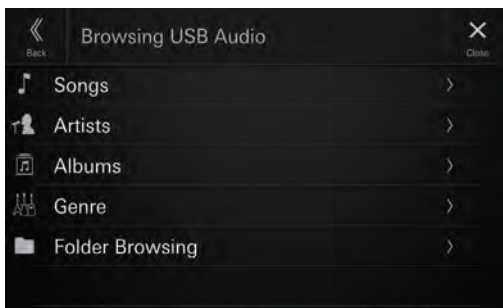 Back
Browsing USB Audio
Close
Songs
Artists
Albums
Genre
Folder Browsing